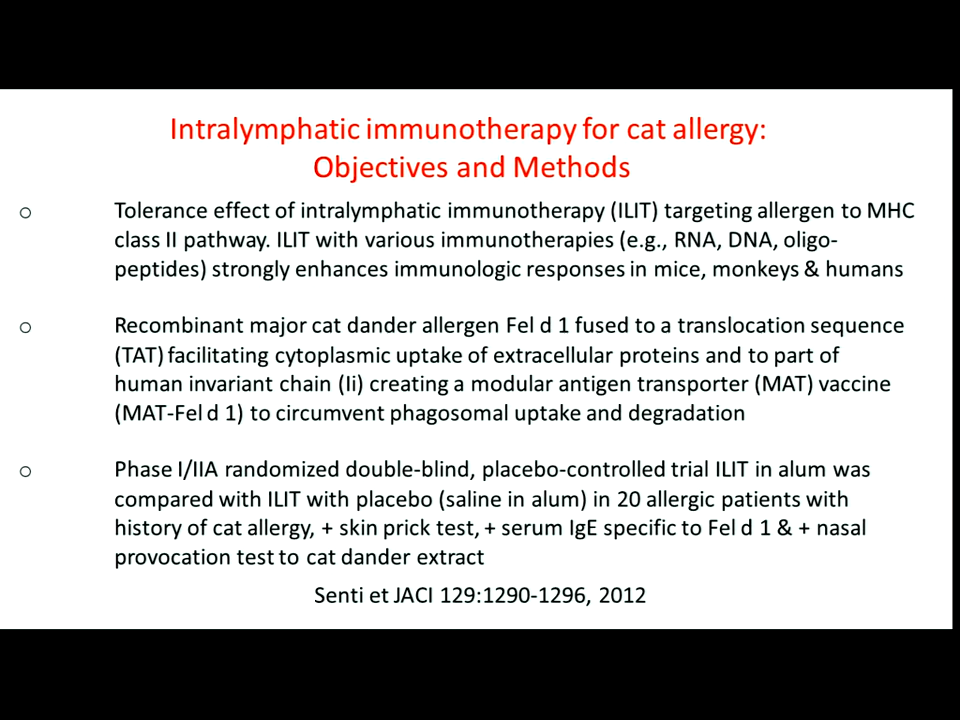 Intralymphatic immunotherapy for cat allergy:
Objectives and Methods
o Tolerance effect of intralymphatic immunotherapy (ILIT) targeting allergen to MHC
class II pathway. ILIT with various immunotherapies (e.g., RNA, DNA, oligo-
peptides) strongly enhances immunologic responses in mice, monkeys & humans
o Recombinant major cat dander allergen Fel d 1 fused to a translocation sequence
(TAT) facilitating cytoplasmic uptake of extracellular proteins and to part of
human invariant chain (Ii) creating a modular antigen transporter (MAT) vaccine
(MAT-Fel d 1) to circumvent phagosomal uptake and degradation
o Phase I/IIA randomized double-blind, placebo-controlled trial ILIT in alum was
compared with ILIT with placebo (saline in alum) in 20 allergic patients with
history of cat allergy, + skin prick test, + serum IgE specific to Fel d 1 & + nasal
provocation test to cat dander extract
Senti et JACI 129:1290-1296, 2012